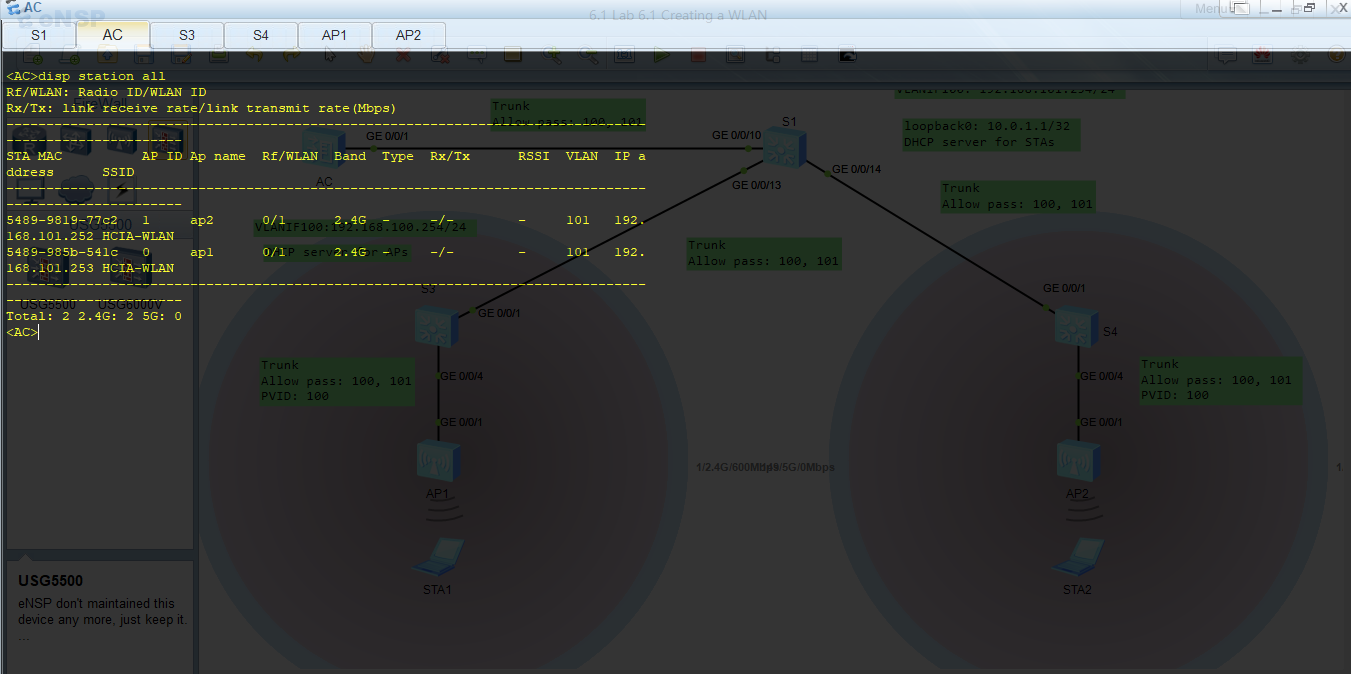 AC
eNSP
6.1 Lab 6.1 Creating a WLAN
Menu
S1
AC
S3
S4
AP1
AP2
<AC>disp station all
Rf/WLAN: Radio ID/WLAN ID
Rx/Tx: link receive rate/link transmit rate(Mbps)
--------------------------------------------------------------------------------
----------------------
STA MAC AP ID Ap name Rf/WLAN Band Type Rx/Tx RSSI VLAN IP a
ddress SSID
--------------------------------------------------------------------------------
----------------------
5489-9819-77c2 1 ap2 0/1 2.4G - -/- - 101 192.
168.101.252 HCIA-WLAN
5489-985b-541c 0 ap1 0/1 2.4G - -/- - 101 192.
168.101.253 HCIA-WLAN
--------------------------------------------------------------------------------
----------------------
Total: 2 2.4G: 2 5G: 0
<AC>
FireWall
USG5500
USG5500
USG6000V
USG5500
eNSP don't maintained this
device any more, just keep it.
...
Trunk
Allow pass: 100, 101
GE 0/0/1
AC
VLANIF100:192.168.100.254/24
DHCP server for APs
GE 0/0/10
S1
GE 0/0/13
GE 0/0/14
loopback0: 10.0.1.1/32
DHCP server for STAs
Trunk
Allow pass: 100, 101
Trunk
Allow pass: 100, 101
S3
GE 0/0/1
Trunk
Allow pass: 100, 101
PVID: 100
GE 0/0/4
GE 0/0/1
AP1
STA1
GE 0/0/1
S4
GE 0/0/4
Trunk
Allow pass: 100, 101
PVID: 100
GE 0/0/1
AP2
STA2
1/2.4G/600Mbps
149/5G/0Mbps
1.